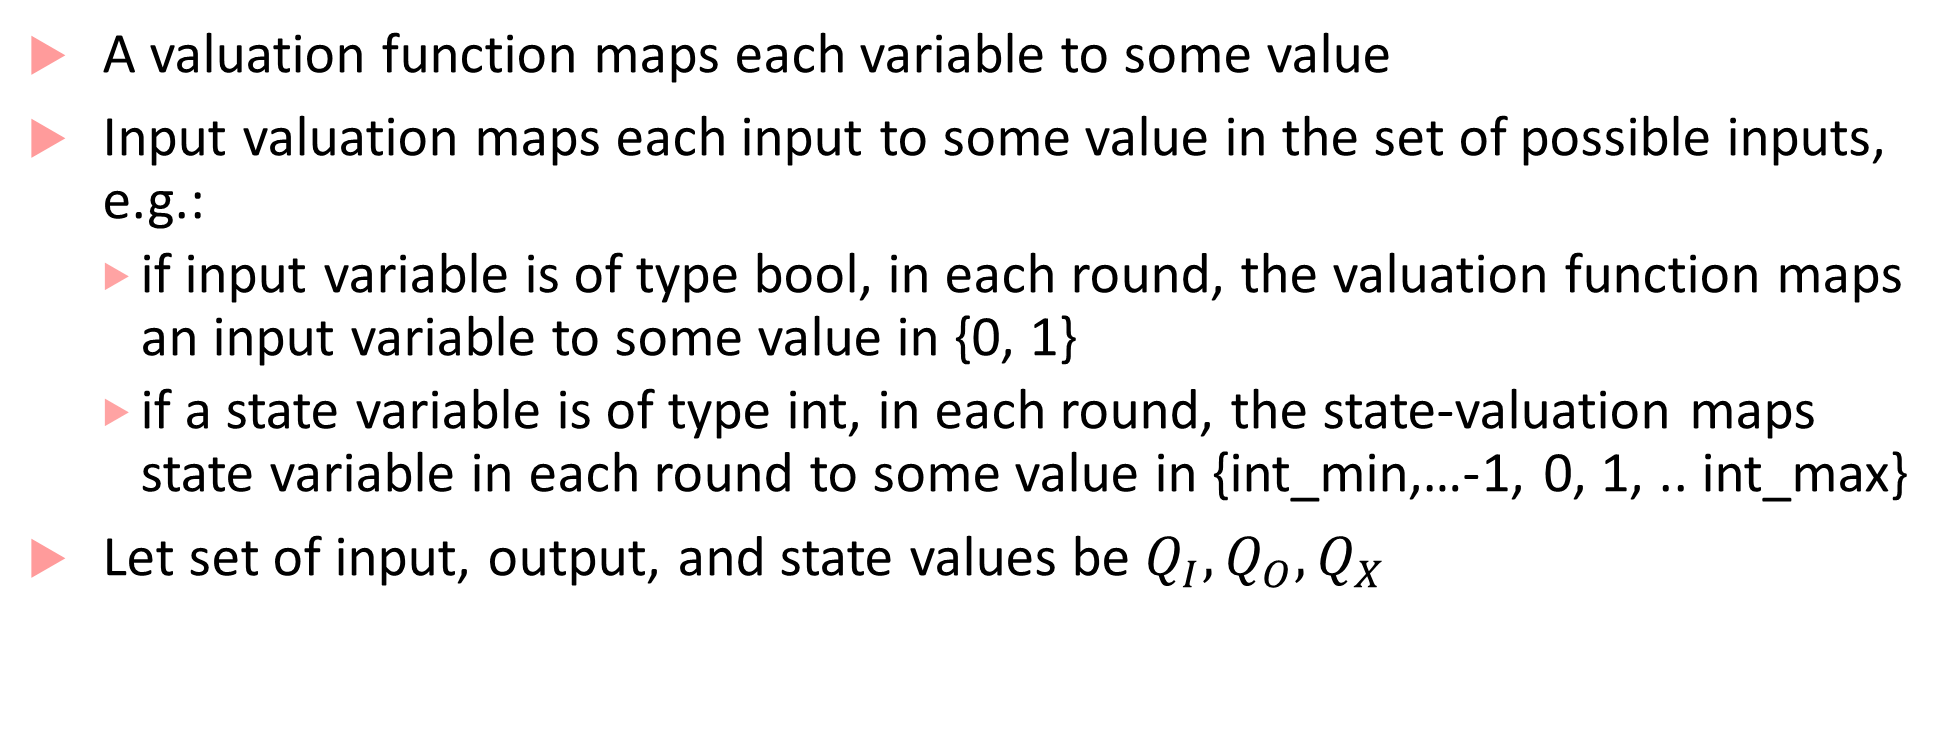 A valuation function maps each variable to some value
Input valuation maps each input to some value in the set of possible inputs,
e.g.:
if input variable is of type bool, in each round, the valuation function maps
an input variable to some value in {0, 1}
if a state variable is of type int, in each round, the state-valuation maps
state variable in each round to some value in {int_min,...-1, 0, 1, .. int_max}
Let set of input, output, and state values be Q_I, Q_O, Q_X